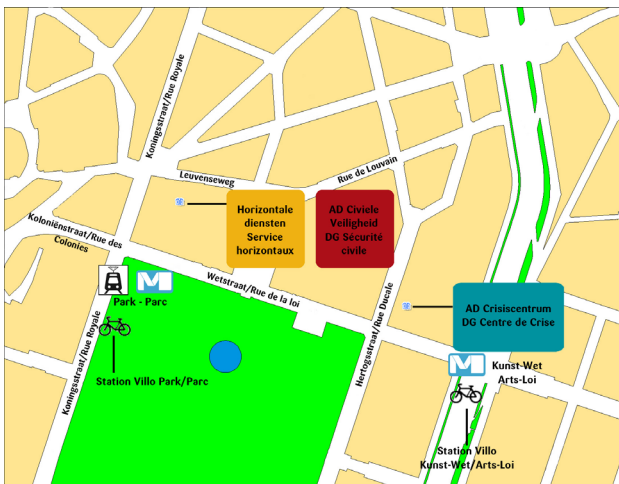 Koningsstraat/Rue Royale
Leuvenseweg
Rue de Louvain
Horizontale
diensten
Service
horizontaux
AD Civiele
Veiligheid
DG Sécurité
civile
Koloniënstraat/Rue des
Colonies
Wetstraat/Rue de la loi
M
Park - Parc
Koningsstraat/Rue Royale
Station Villo Park/Parc
Hertogsstraat/Rue Ducale
AD Crisiscentrum
DG Centre de Crise
M
Kunst-Wet
Arts-Loi
Station Villo
Kunst-Wet/Arts-Loi